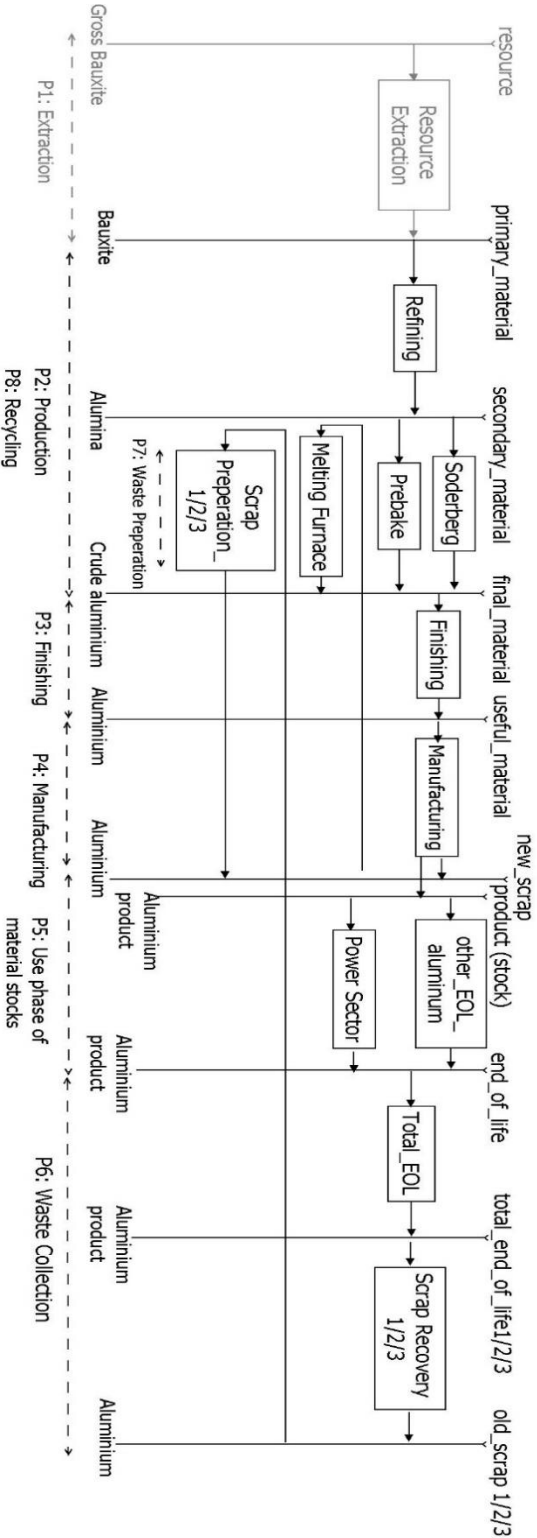 resource
primary_material
secondary_material
final_material
useful_material
new_scrap
product (stock)
end_of_life
total_end_of_life1/2/3
old_scrap 1/2/3
Resource
Extraction
Refining
Soderberg
Prebake
Melting Furnace
Scrap
Preperation_
1/2/3
P7: Waste Preparation
Finishing
Manufacturing
other_EOL_
aluminum
Power Sector
Total_EOL
Scrap Recovery
1/2/3
Gross Bauxite
Bauxite
Alumina
Crude aluminium
Aluminium
Aluminium
Aluminium
product
Aluminium
product
Aluminium
product
Aluminium
P1: Extraction
P2: Production
P8: Recycling
P3: Finishing
P4: Manufacturing
P5: Use phase of
material stocks
P6: Waste Collection